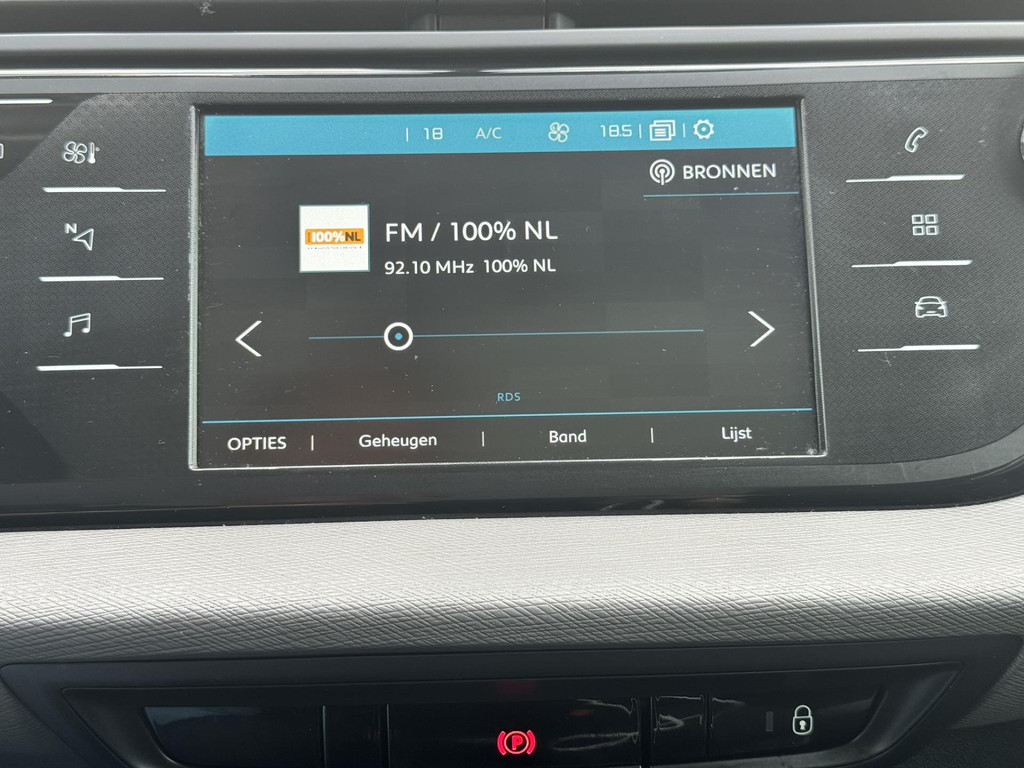 18 A/C 18.5
BRONNEN
N
100%NL
FM / 100% NL
92.10 MHz 100% NL
RDS
OPTIES | Geheugen | Band | Lijst
P